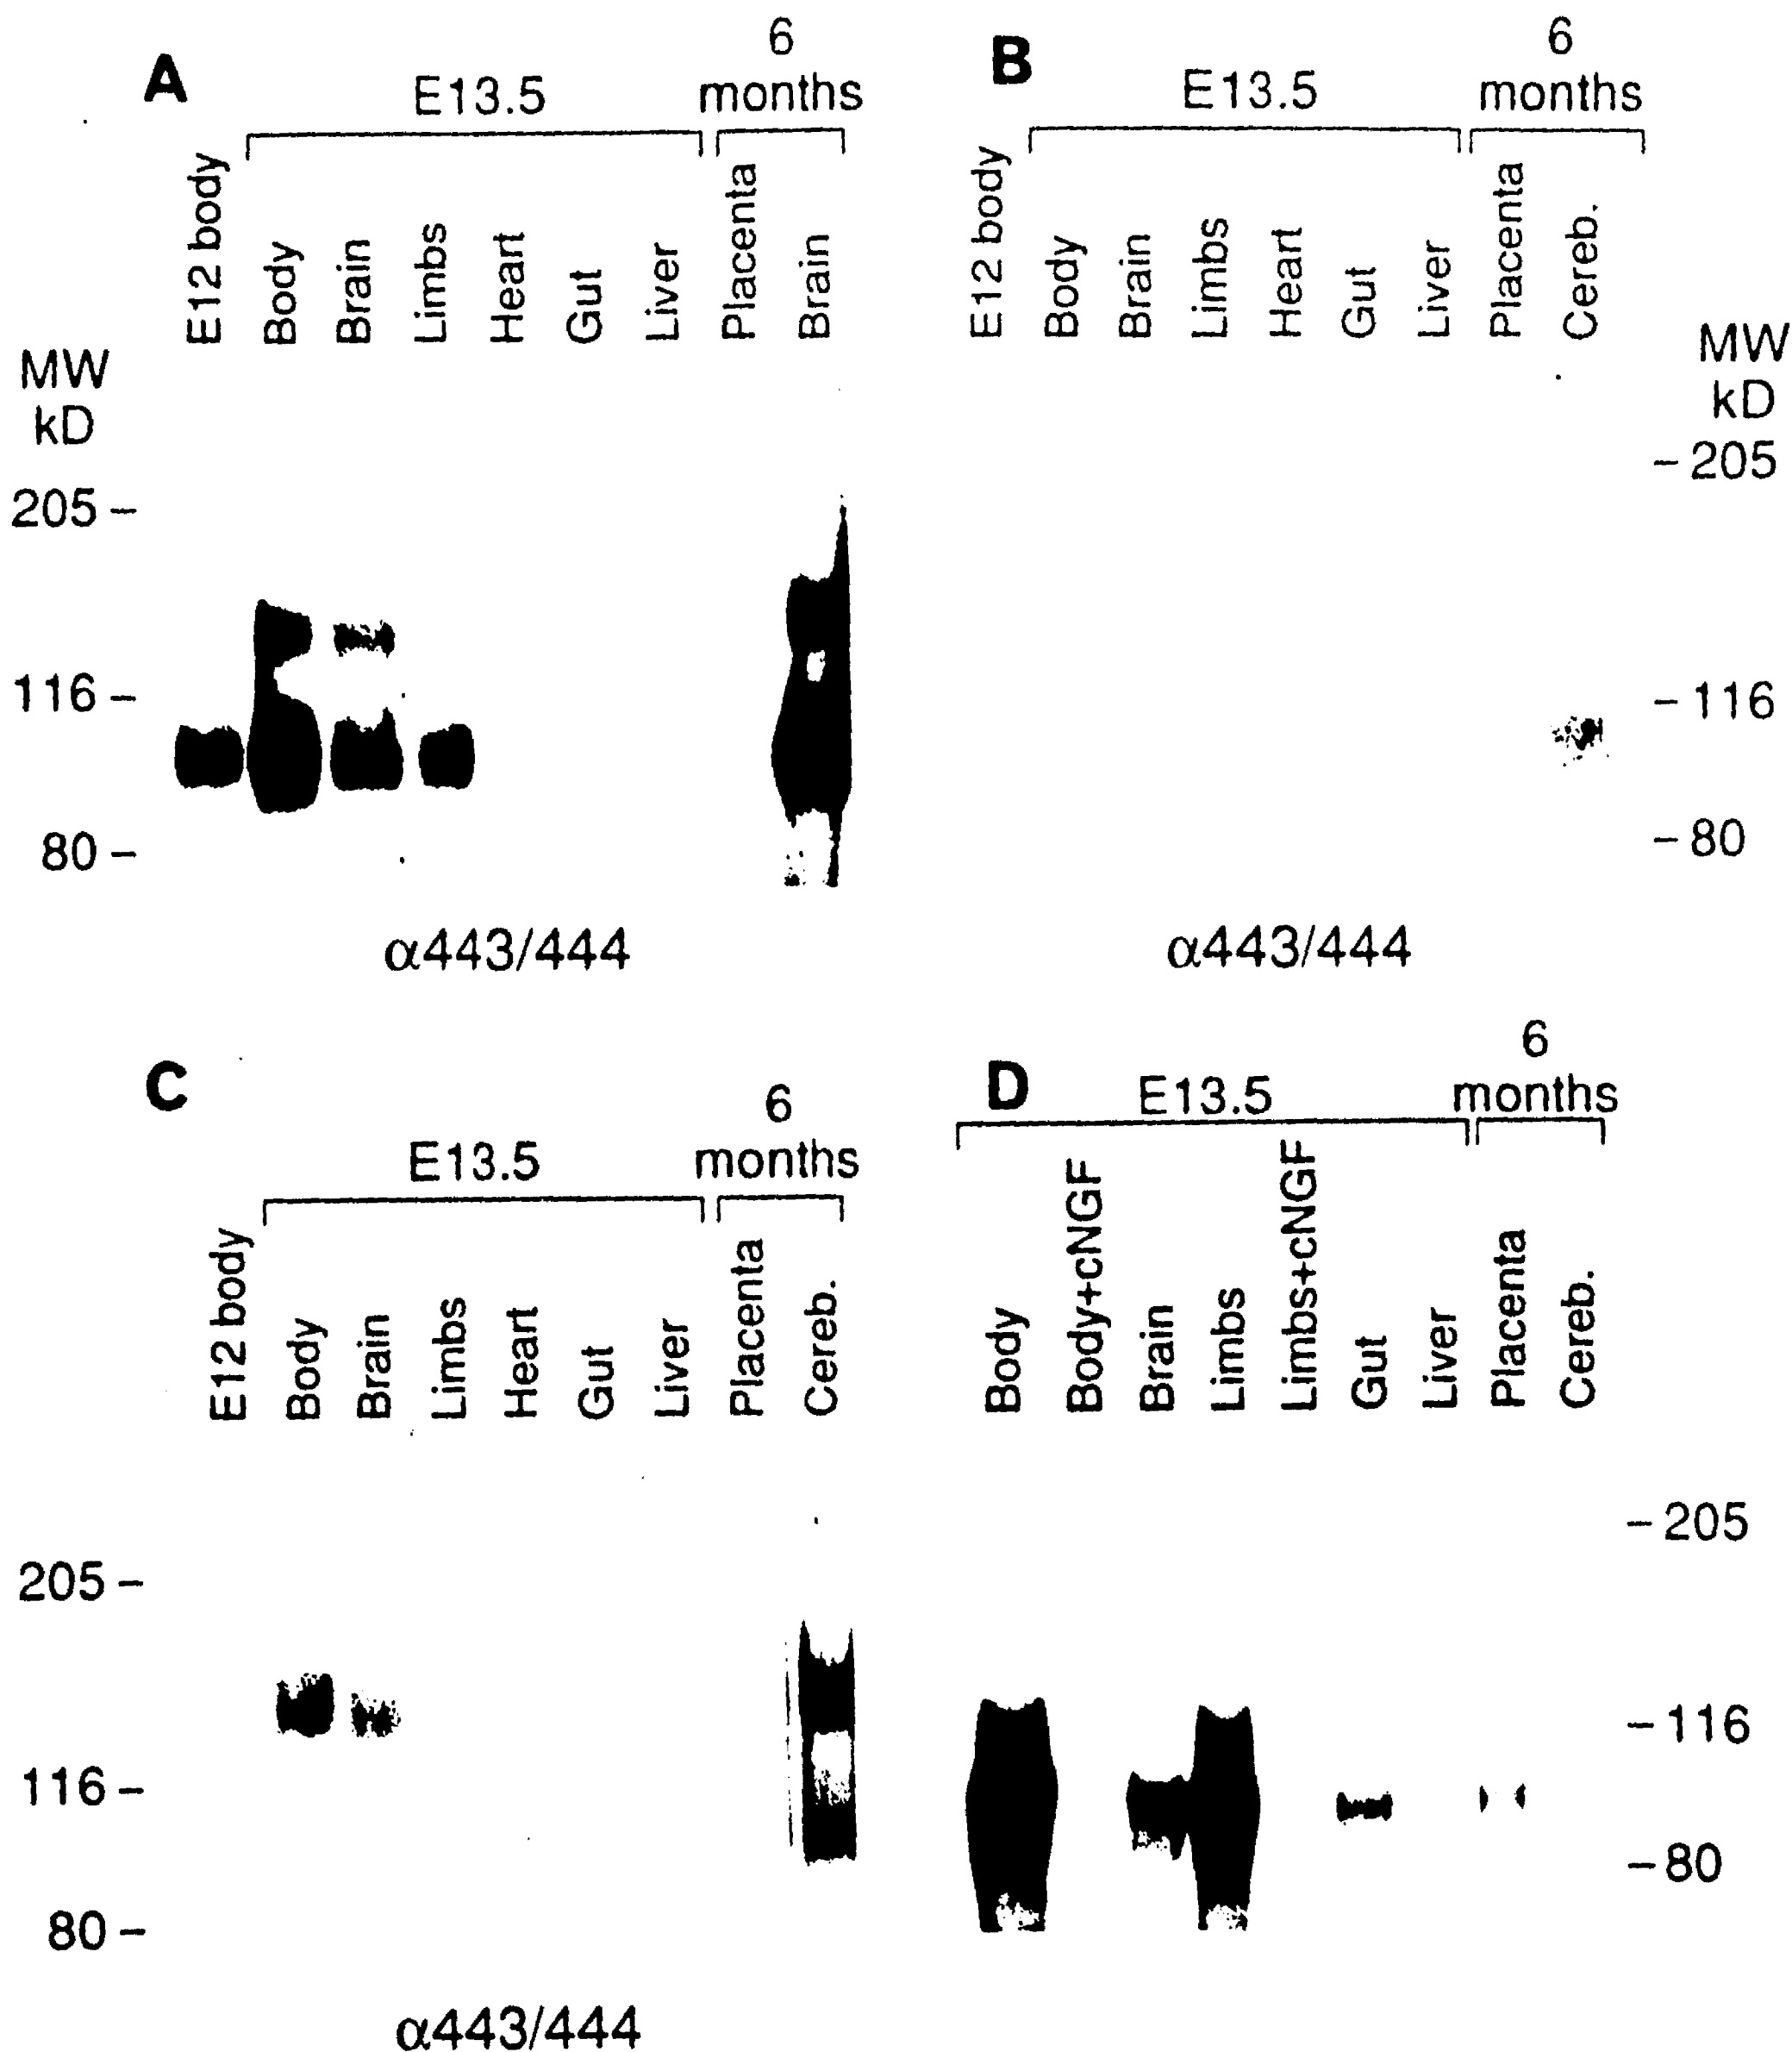 A
E13.5
6
months
E12 body
Body
Brain
Limbs
Heart
Gut
Liver
Placenta
Brain
MW
kD
205 –
116 –
80 –
α443/444
B
E13.5
6
months
E12 body
Body
Brain
Limbs
Heart
Gut
Liver
Placenta
Cereb.
MW
kD
– 205
– 116
– 80
α443/444
C
E13.5
6
months
E12 body
Body
Brain
Limbs
Heart
Gut
Liver
Placenta
Cereb.
205 –
116 –
80 –
α443/444
D
E13.5
6
months
Body
Body+cNGF
Brain
Limbs
Limbs+cNGF
Gut
Liver
Placenta
Cereb.
– 205
– 116
– 80